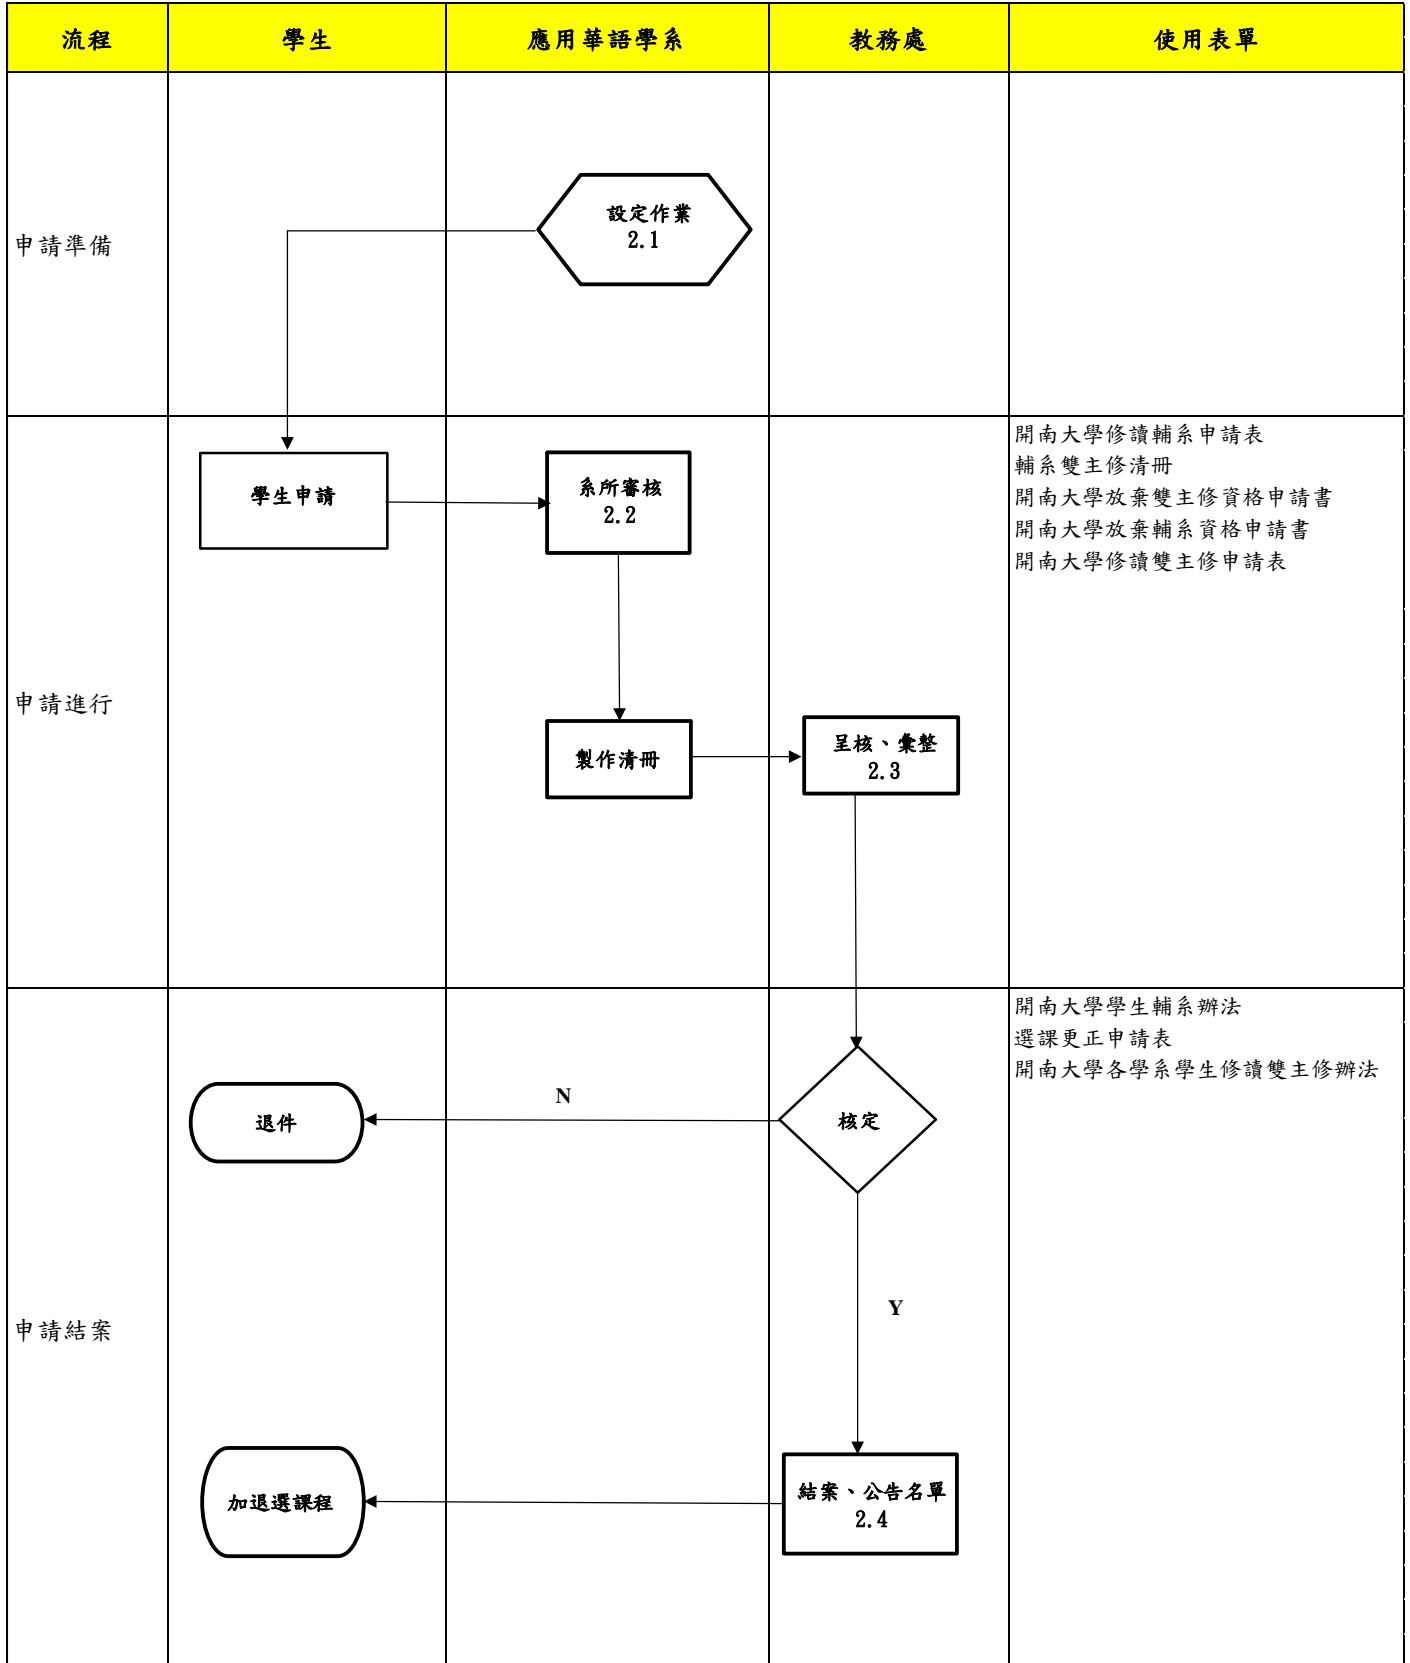 流程 學生 應用華語學系 教務處 使用表單
設定作業
2.1
申請準備
開南大學修讀輔系申請表
輔系雙主修清冊
開南大學放棄雙主修資格申請書
開南大學放棄輔系資格申請書
開南大學修讀雙主修申請表
學生申請
系所審核
2.2
申請進行
製作清冊
呈核、彙整
2.3
開南大學學生輔系辦法
選課更正申請表
開南大學各學系學生修讀雙主修辦法
N
退件
核定
Y
申請結案
加退選課程
結案、公告名單
2.4